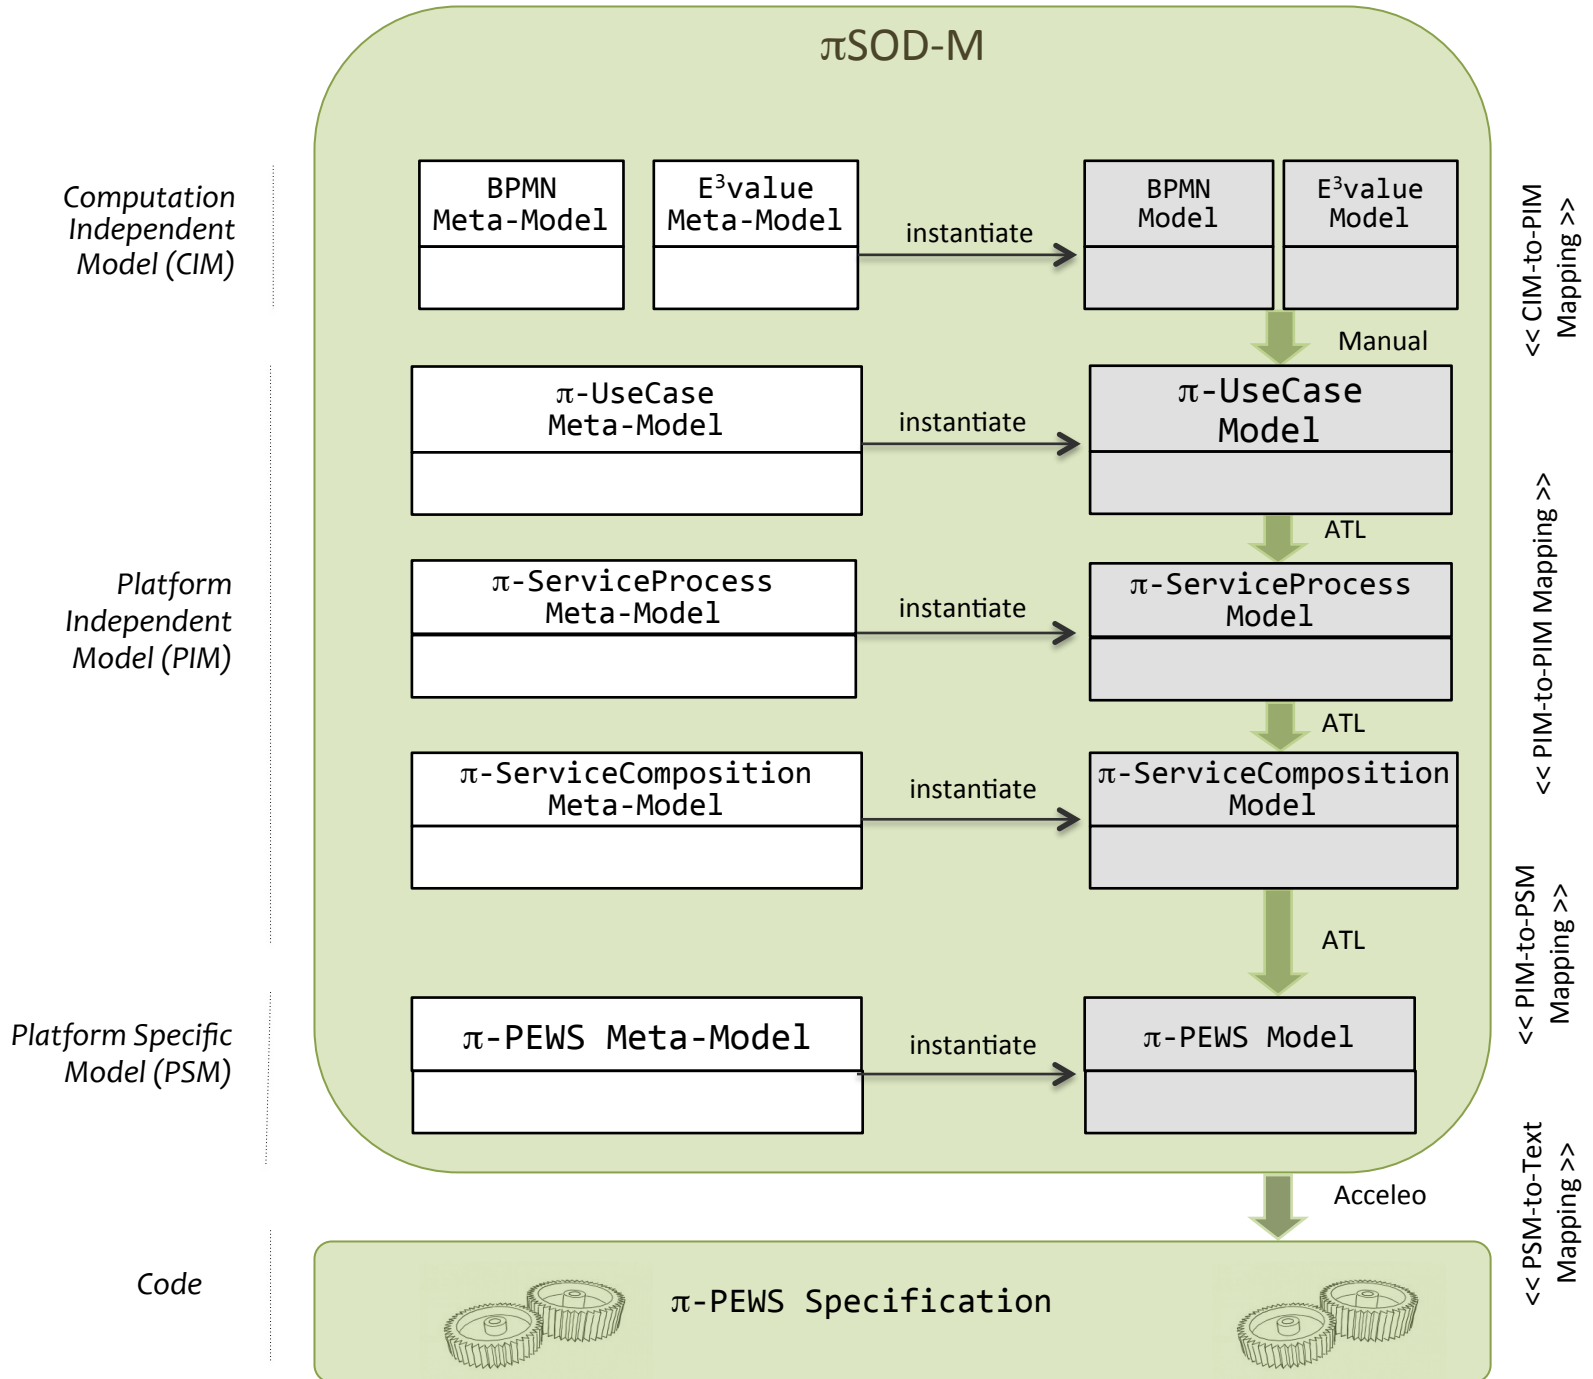 πSOD-M
Computation
Independent
Model (CIM)
BPMN
Meta-Model
E³value
Meta-Model
instantiate
BPMN
Model
E³value
Model
<< CIM-to-PIM
Mapping >>
Manual
Platform
Independent
Model (PIM)
π-UseCase
Meta-Model
instantiate
π-UseCase
Model
ATL
π-ServiceProcess
Meta-Model
instantiate
π-ServiceProcess
Model
<< PIM-to-PIM Mapping >>
ATL
π-ServiceComposition
Meta-Model
instantiate
π-ServiceComposition
Model
ATL
<< PIM-to-PSM
Mapping >>
Platform Specific
Model (PSM)
π-PEWS Meta-Model
instantiate
π-PEWS Model
Acceleo
<< PSM-to-Text
Mapping >>
Code
π-PEWS Specification